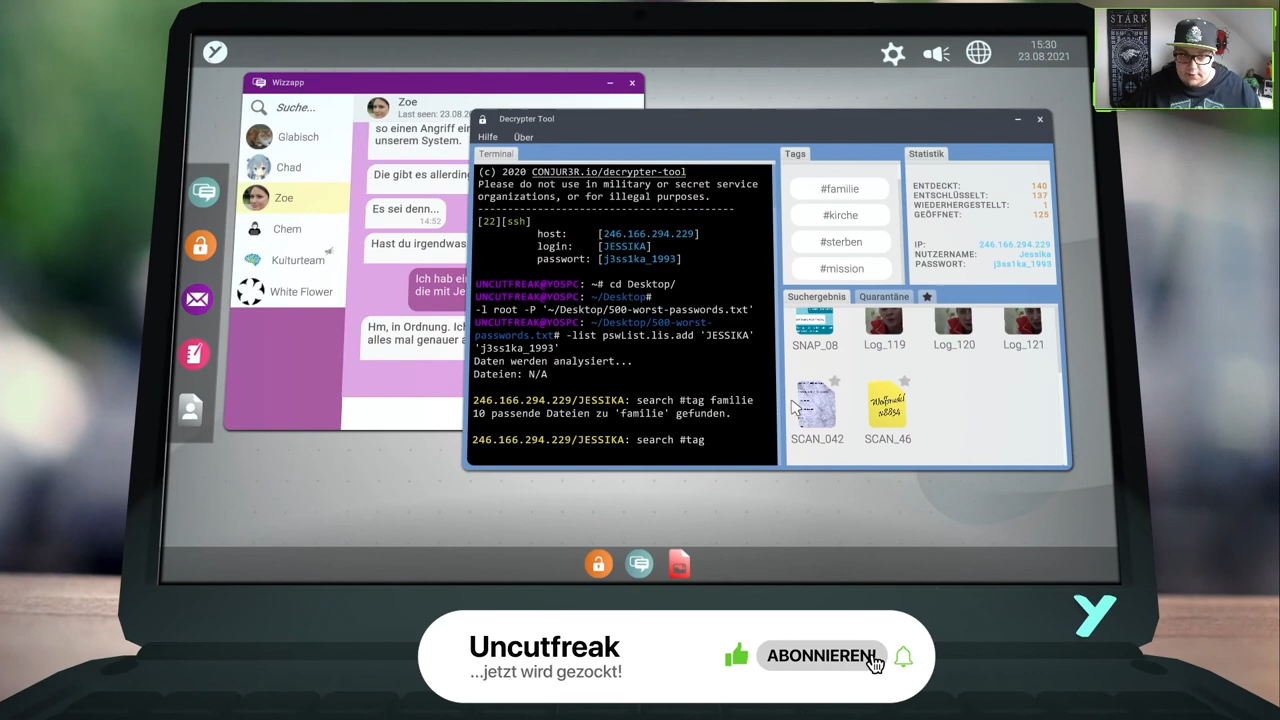 STARK
15:30
23.08.2021
Wizzapp
Suche...
Glabisch
Chad
Zoe
Chem
Kulturteam
White Flower
Zoe
Last seen: 23.08.2
so einen Angriff ein
unserem System.
Die gibt es allerding
Es sei denn...
14:52
Hast du irgendwas
Ich hab ein
die mit Je
Hm, in Ordnung. Ich
alles mal genauer a
Decrypter Tool
Hilfe Über
Terminal
(c) 2020 CONJUR3R.io/decrypter-tool
Please do not use in military or secret service
organizations, or for illegal purposes.
----------------------------------------
[22][ssh]
host: [246.166.294.229]
login: [JESSIKA]
passwort: [j3ss1ka_1993]
UNCUTFREAK@YOSPC: ~# cd Desktop/
UNCUTFREAK@YOSPC: ~/Desktop#
-l root -P '~/Desktop/500-worst-passwords.txt'
UNCUTFREAK@YOSPC: ~/Desktop/500-worst-
passwords.txt# -list pswList.lis.add 'JESSIKA'
'j3ss1ka_1993'
Daten werden analysiert...
Dateien: N/A
246.166.294.229/JESSIKA: search #tag familie
10 passende Dateien zu 'familie' gefunden.
246.166.294.229/JESSIKA: search #tag
Tags
#familie
#kirche
#sterben
#mission
Statistik
ENTDECKT: 140
ENTSCHLÜSSELT: 137
WIEDERHERGESTELLT: 1
GEÖFFNET: 125
IP: 246.166.294.229
NUTZERNAME: Jessika
PASSWORT: j3ss1ka_1993
Suchergebnis Quarantäne
SNAP_08 Log_119 Log_120 Log_121
SCAN_042 SCAN_46
Uncutfreak
...jetzt wird gezockt!
ABONNIEREN!